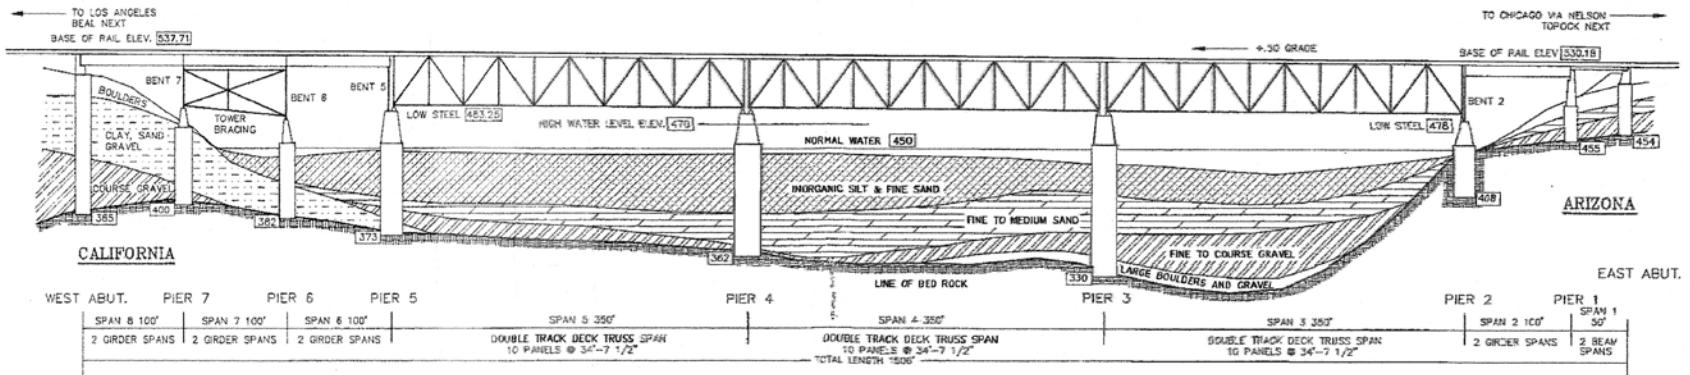 TO LOS ANGELES
BEAL NEXT
BASE OF RAIL ELEV. 537.71
TO CHICAGO VIA NELSON
TOPOCK NEXT
+.50 GRADE
BASE OF RAIL ELEV 530.18
BENT 7
BENT 6
BENT 5
BENT 2
BOULDERS
TOWER
BRACING
CLAY, SAND
GRAVEL
COURSE GRAVEL
LOW STEEL 483.25
HIGH WATER LEVEL ELEV. 470
NORMAL WATER 450
LOW STEEL 478
INORGANIC SILT & FINE SAND
FINE TO MEDIUM SAND
FINE TO COURSE GRAVEL
LARGE BOULDERS AND GRAVEL
LINE OF BED ROCK
385
400
382
373
362
330
408
455
454
CALIFORNIA
ARIZONA
EAST ABUT.
WEST ABUT.
PIER 7
PIER 6
PIER 5
PIER 4
PIER 3
PIER 2
PIER 1
SPAN 8 100'
SPAN 7 100'
SPAN 6 100'
SPAN 5 350'
SPAN 4 350'
SPAN 3 350'
SPAN 2 100'
SPAN 1
50'
2 GIRDER SPANS
2 GIRDER SPANS
2 GIRDER SPANS
DOUBLE TRACK DECK TRUSS SPAN
10 PANELS @ 34'-7 1/2"
DOUBLE TRACK DECK TRUSS SPAN
10 PANELS @ 34'-7 1/2"
DOUBLE TRACK DECK TRUSS SPAN
10 PANELS @ 34'-7 1/2"
2 GIRDER SPANS
2 BEAM
SPANS
TOTAL LENGTH 1506'